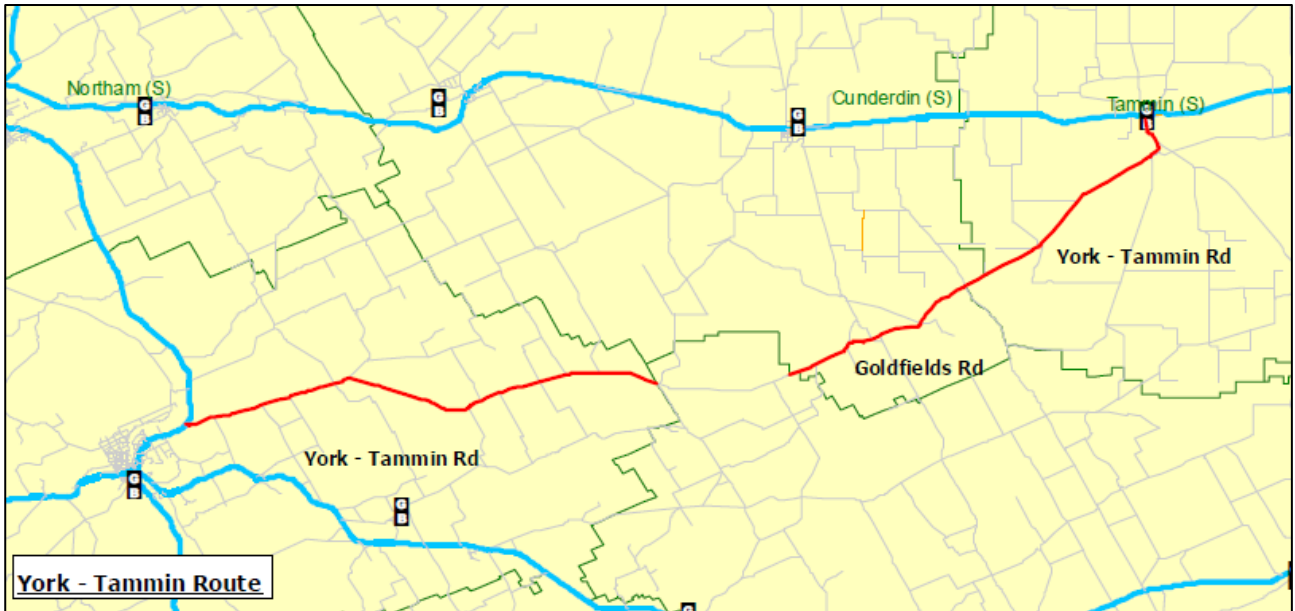 Northam (S)
Cunderdin (S)
Tammin (S)
G
B
G
B
G
B
G
B
York - Tammin Rd
Goldfields Rd
York - Tammin Rd
G
B
G
B
York - Tammin Route